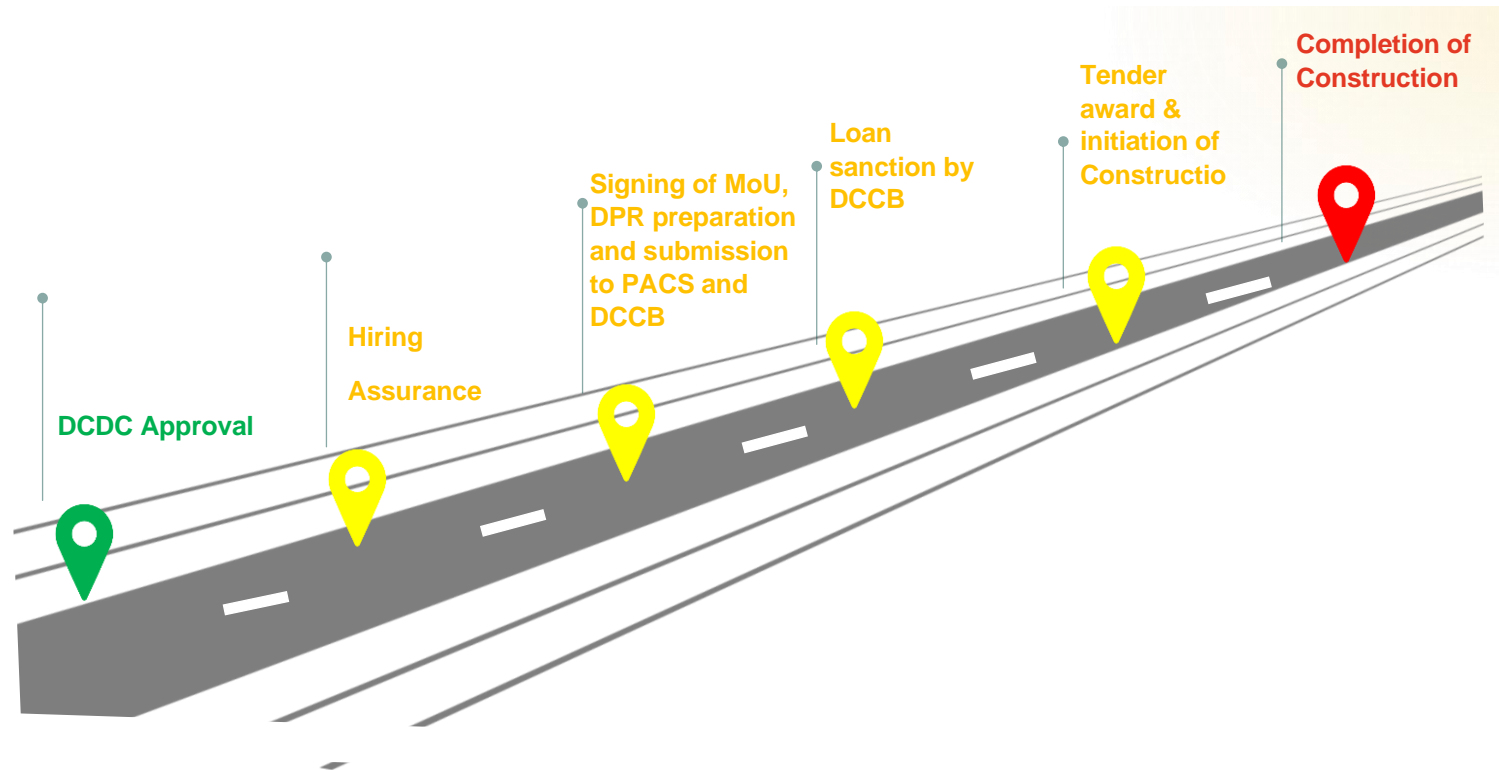 DCDC Approval
Hiring
Assurance
Signing of MoU,
DPR preparation
and submission
to PACS and
DCCB
Loan
sanction by
DCCB
Tender
award &
initiation of
Constructio
Completion of
Construction